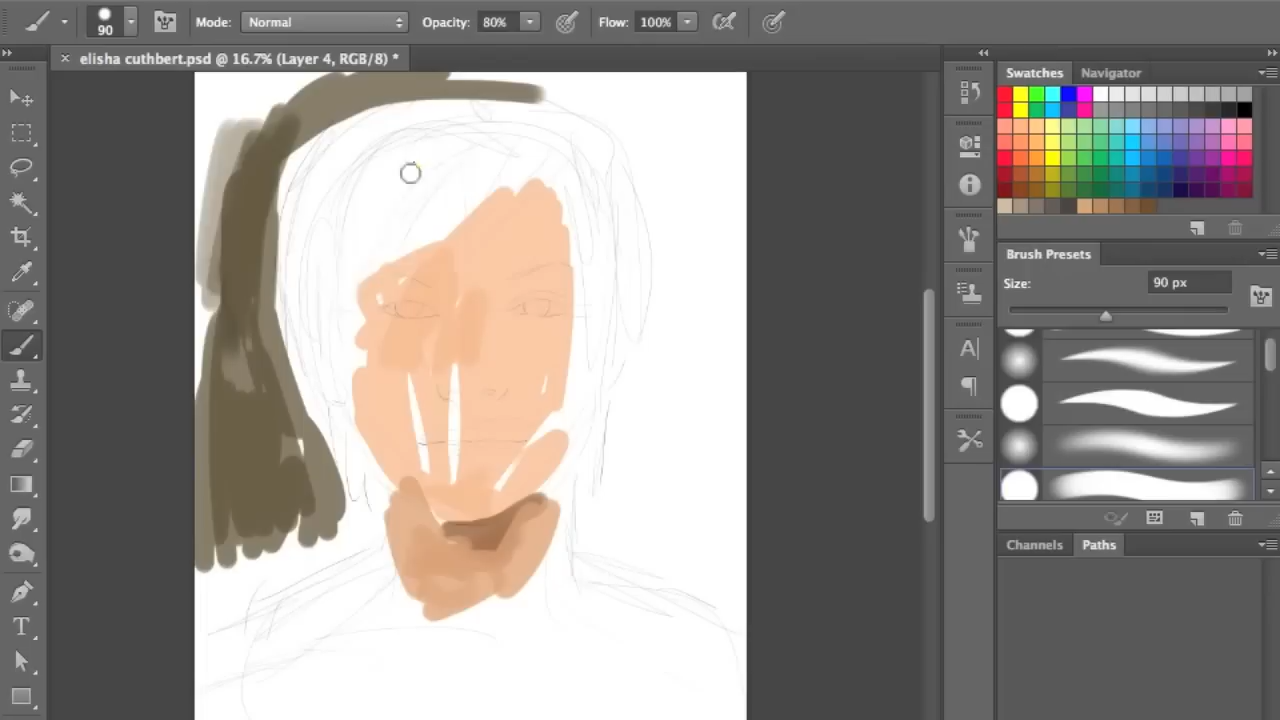 90
Mode: Normal
Opacity: 80%
Flow: 100%
× elisha cuthbert.psd @ 16.7% (Layer 4, RGB/8) *
Swatches Navigator
Brush Presets
Size: 90 px
Channels Paths